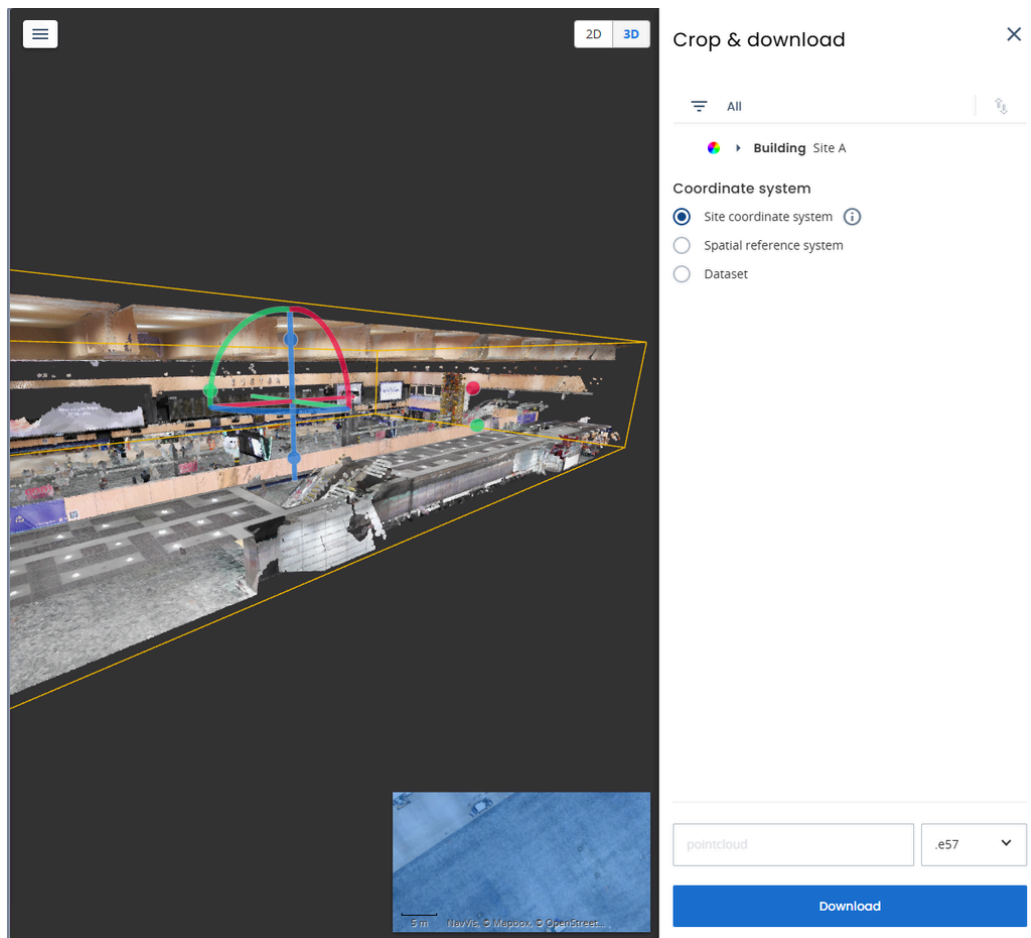 2D 3D
Crop & download
All
Building Site A
Coordinate system
Site coordinate system
Spatial reference system
Dataset
5 m NavVis, © Mapbox, © OpenStreet...
pointcloud .e57
Download